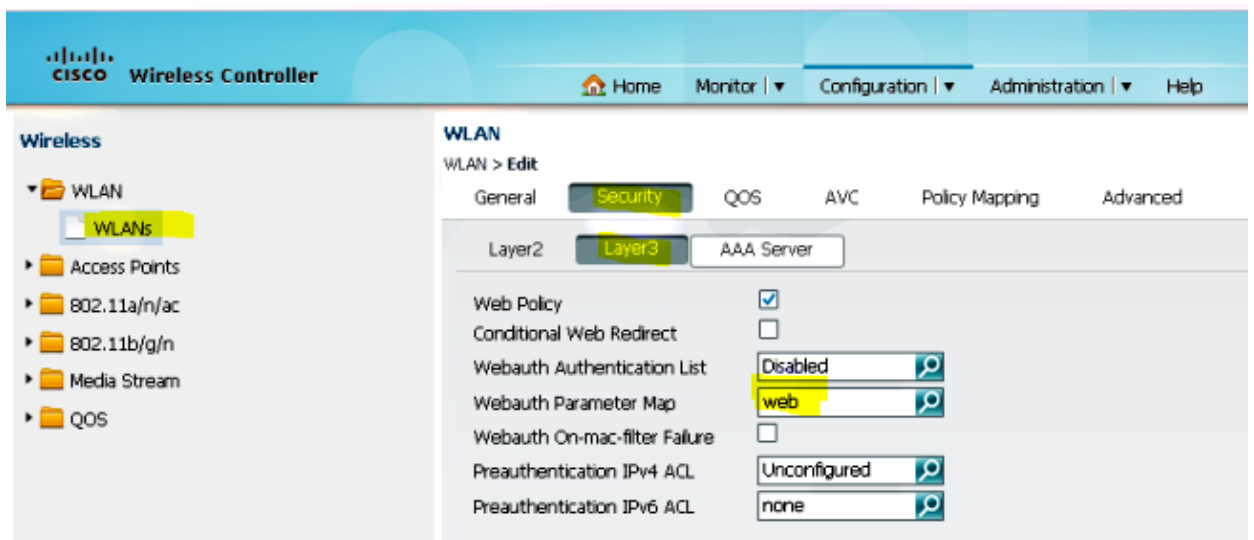 CISCO Wireless Controller
Home Monitor Configuration Administration Help
Wireless
WLAN
WLANs
Access Points
802.11a/n/ac
802.11b/g/n
Media Stream
QOS
WLAN
WLAN > Edit
General Security QOS AVC Policy Mapping Advanced
Layer2 Layer3 AAA Server
Web Policy
Conditional Web Redirect
Webauth Authentication List Disabled
Webauth Parameter Map web
Webauth On-mac-filter Failure
Preauthentication IPv4 ACL Unconfigured
Preauthentication IPv6 ACL none